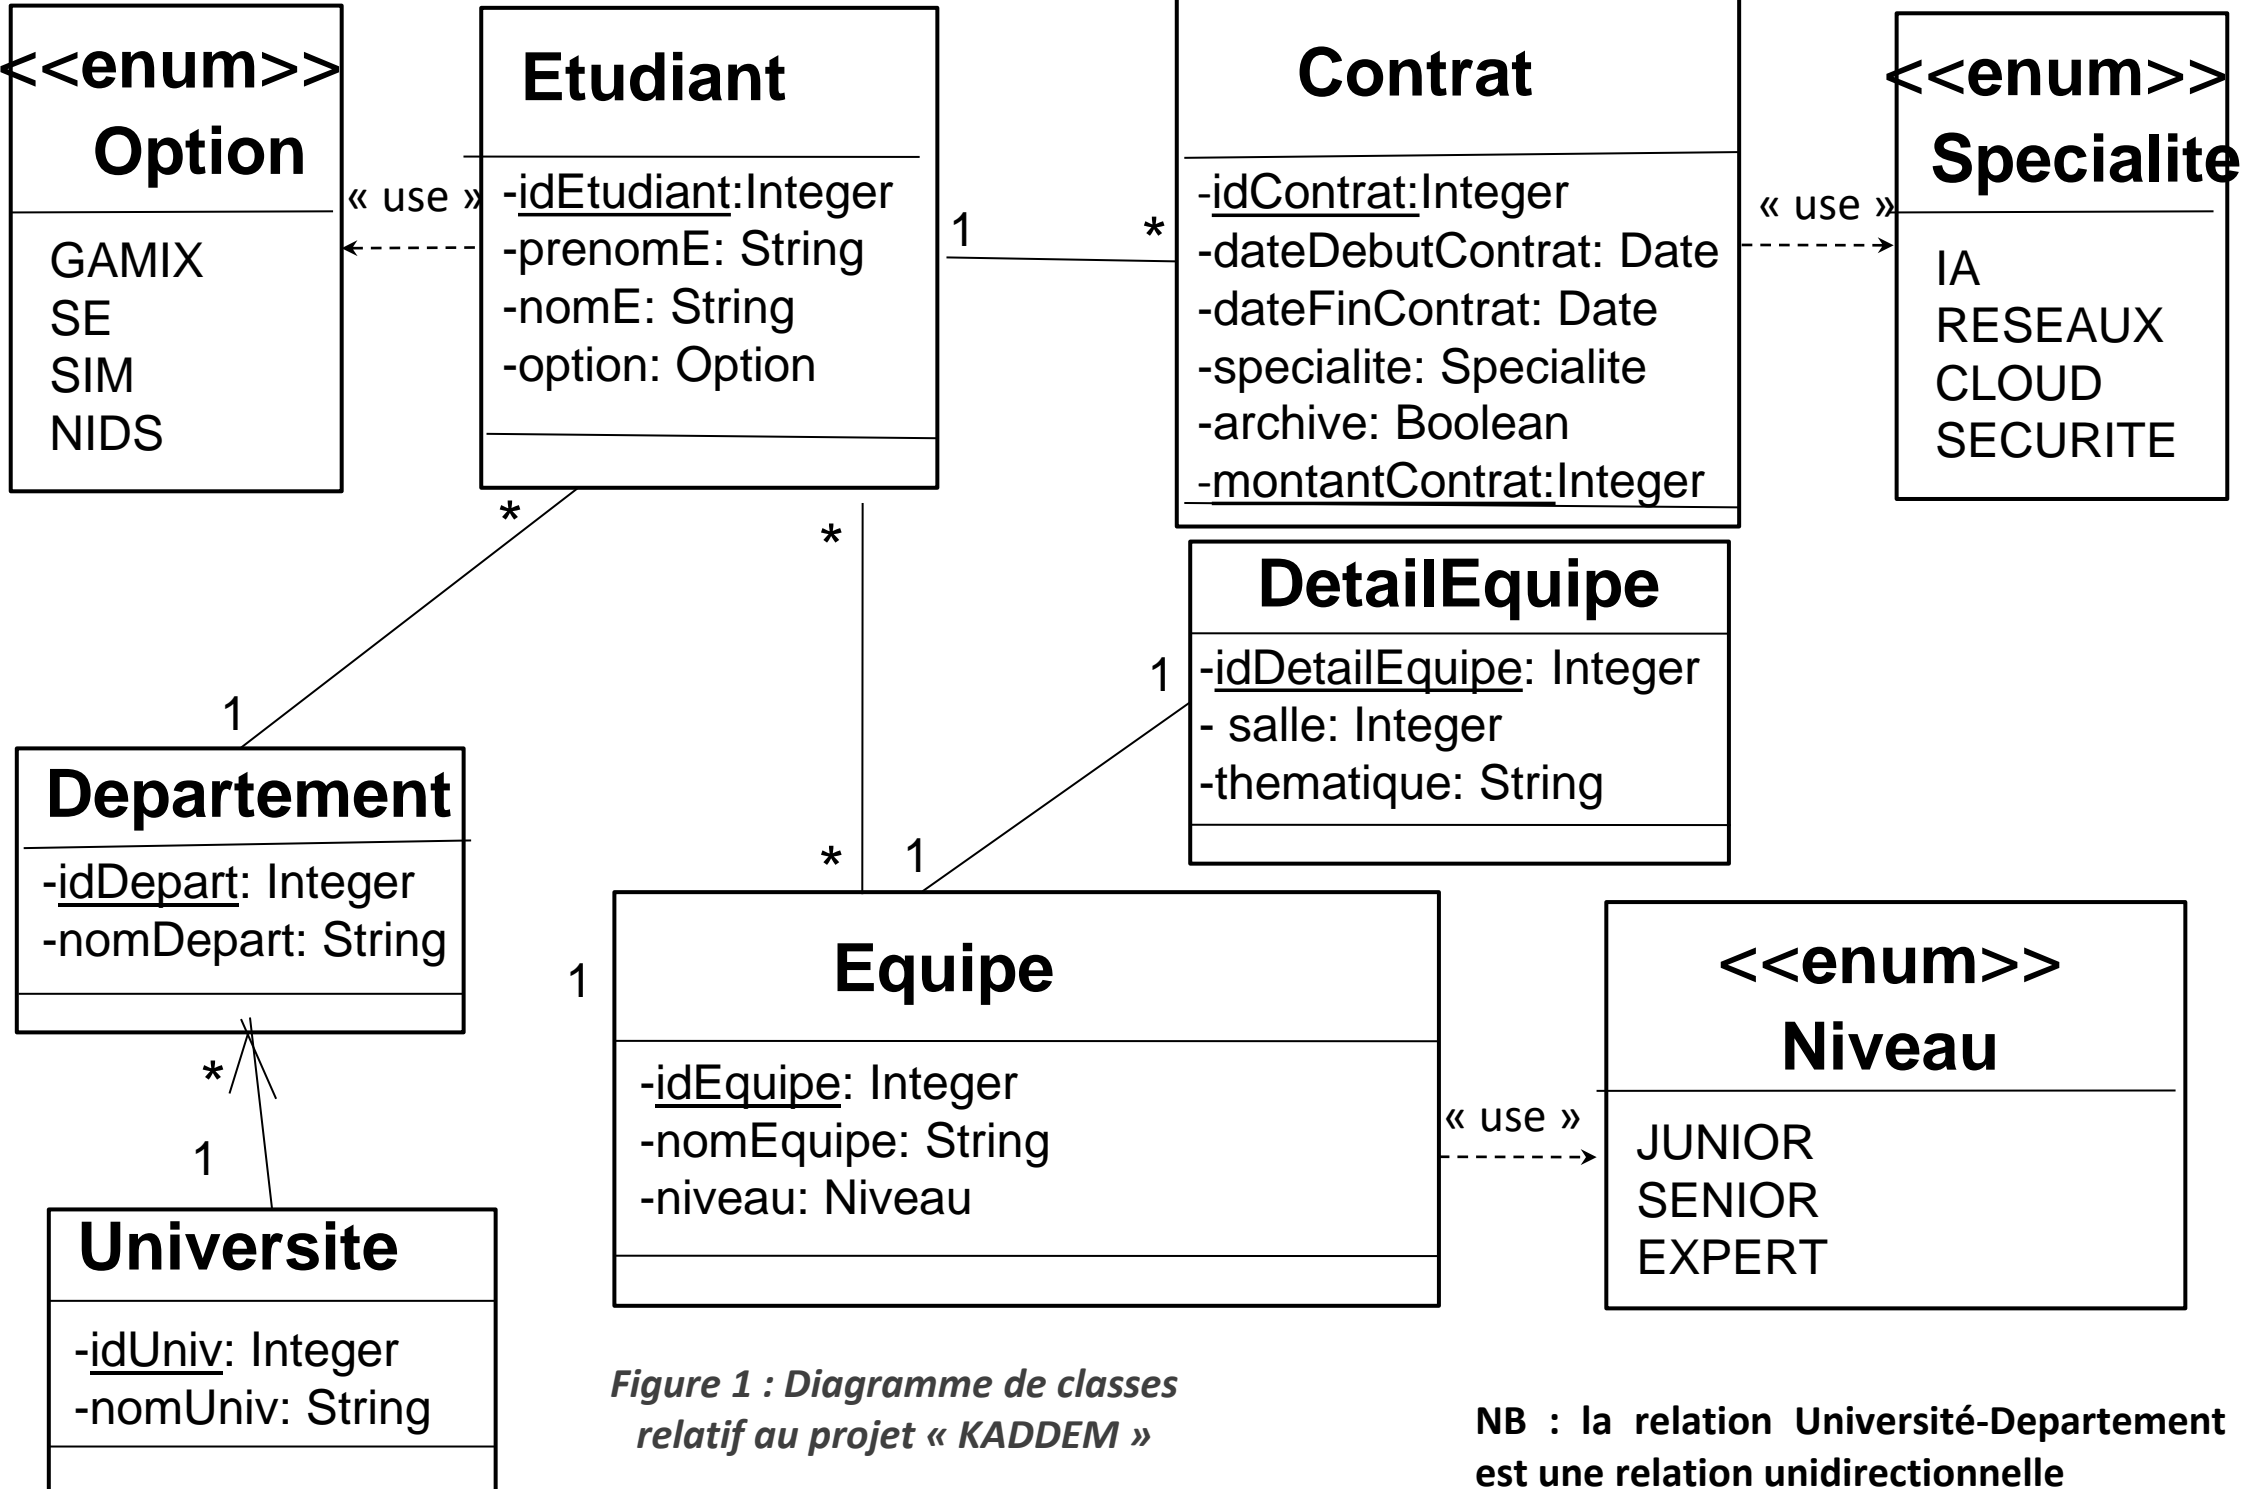 <<enum>>
Option
GAMIX
SE
SIM
NIDS
« use »
Etudiant
-idEtudiant:Integer
-prenomE: String
-nomE: String
-option: Option
1
*
Contrat
-idContrat:Integer
-dateDebutContrat: Date
-dateFinContrat: Date
-specialite: Specialite
-archive: Boolean
-montantContrat:Integer
« use »
<<enum>>
Specialite
IA
RESEAUX
CLOUD
SECURITE
*
*
DetailEquipe
-idDetailEquipe: Integer
- salle: Integer
-thematique: String
1
1
Departement
-idDepart: Integer
-nomDepart: String
*
1
1
Equipe
-idEquipe: Integer
-nomEquipe: String
-niveau: Niveau
« use »
<<enum>>
Niveau
JUNIOR
SENIOR
EXPERT
*
1
Universite
-idUniv: Integer
-nomUniv: String
Figure 1 : Diagramme de classes
relatif au projet « KADDEM »
NB : la relation Université-Departement
est une relation unidirectionnelle